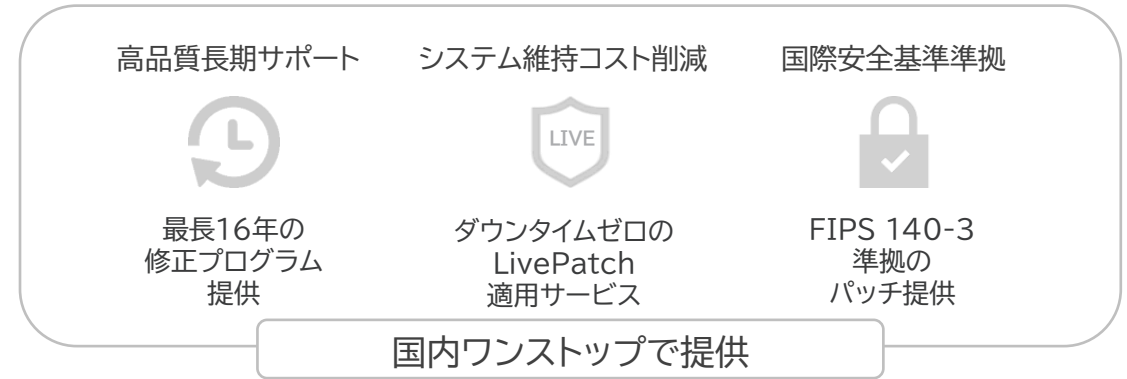 高品質長期サポート
システム維持コスト削減
国際安全基準準拠
LIVE
最長16年の
修正プログラム
提供
ダウンタイムゼロの
LivePatch
適用サービス
FIPS 140-3
準拠の
パッチ提供
国内ワンストップで提供